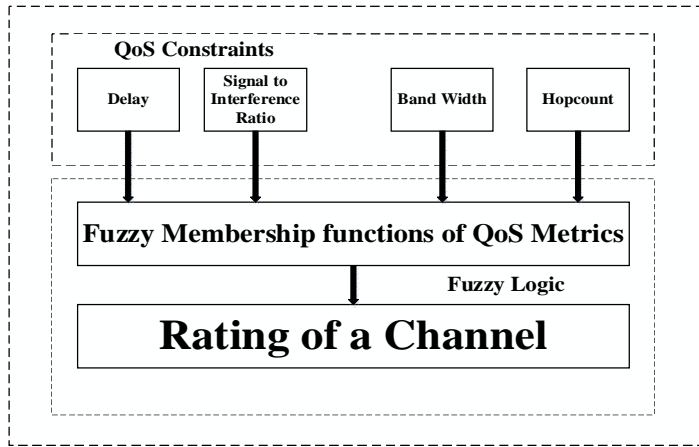 QoS Constraints
Delay
Signal to
Interference
Ratio
Band Width
Hopcount
Fuzzy Membership functions of QoS Metrics
Fuzzy Logic
Rating of a Channel